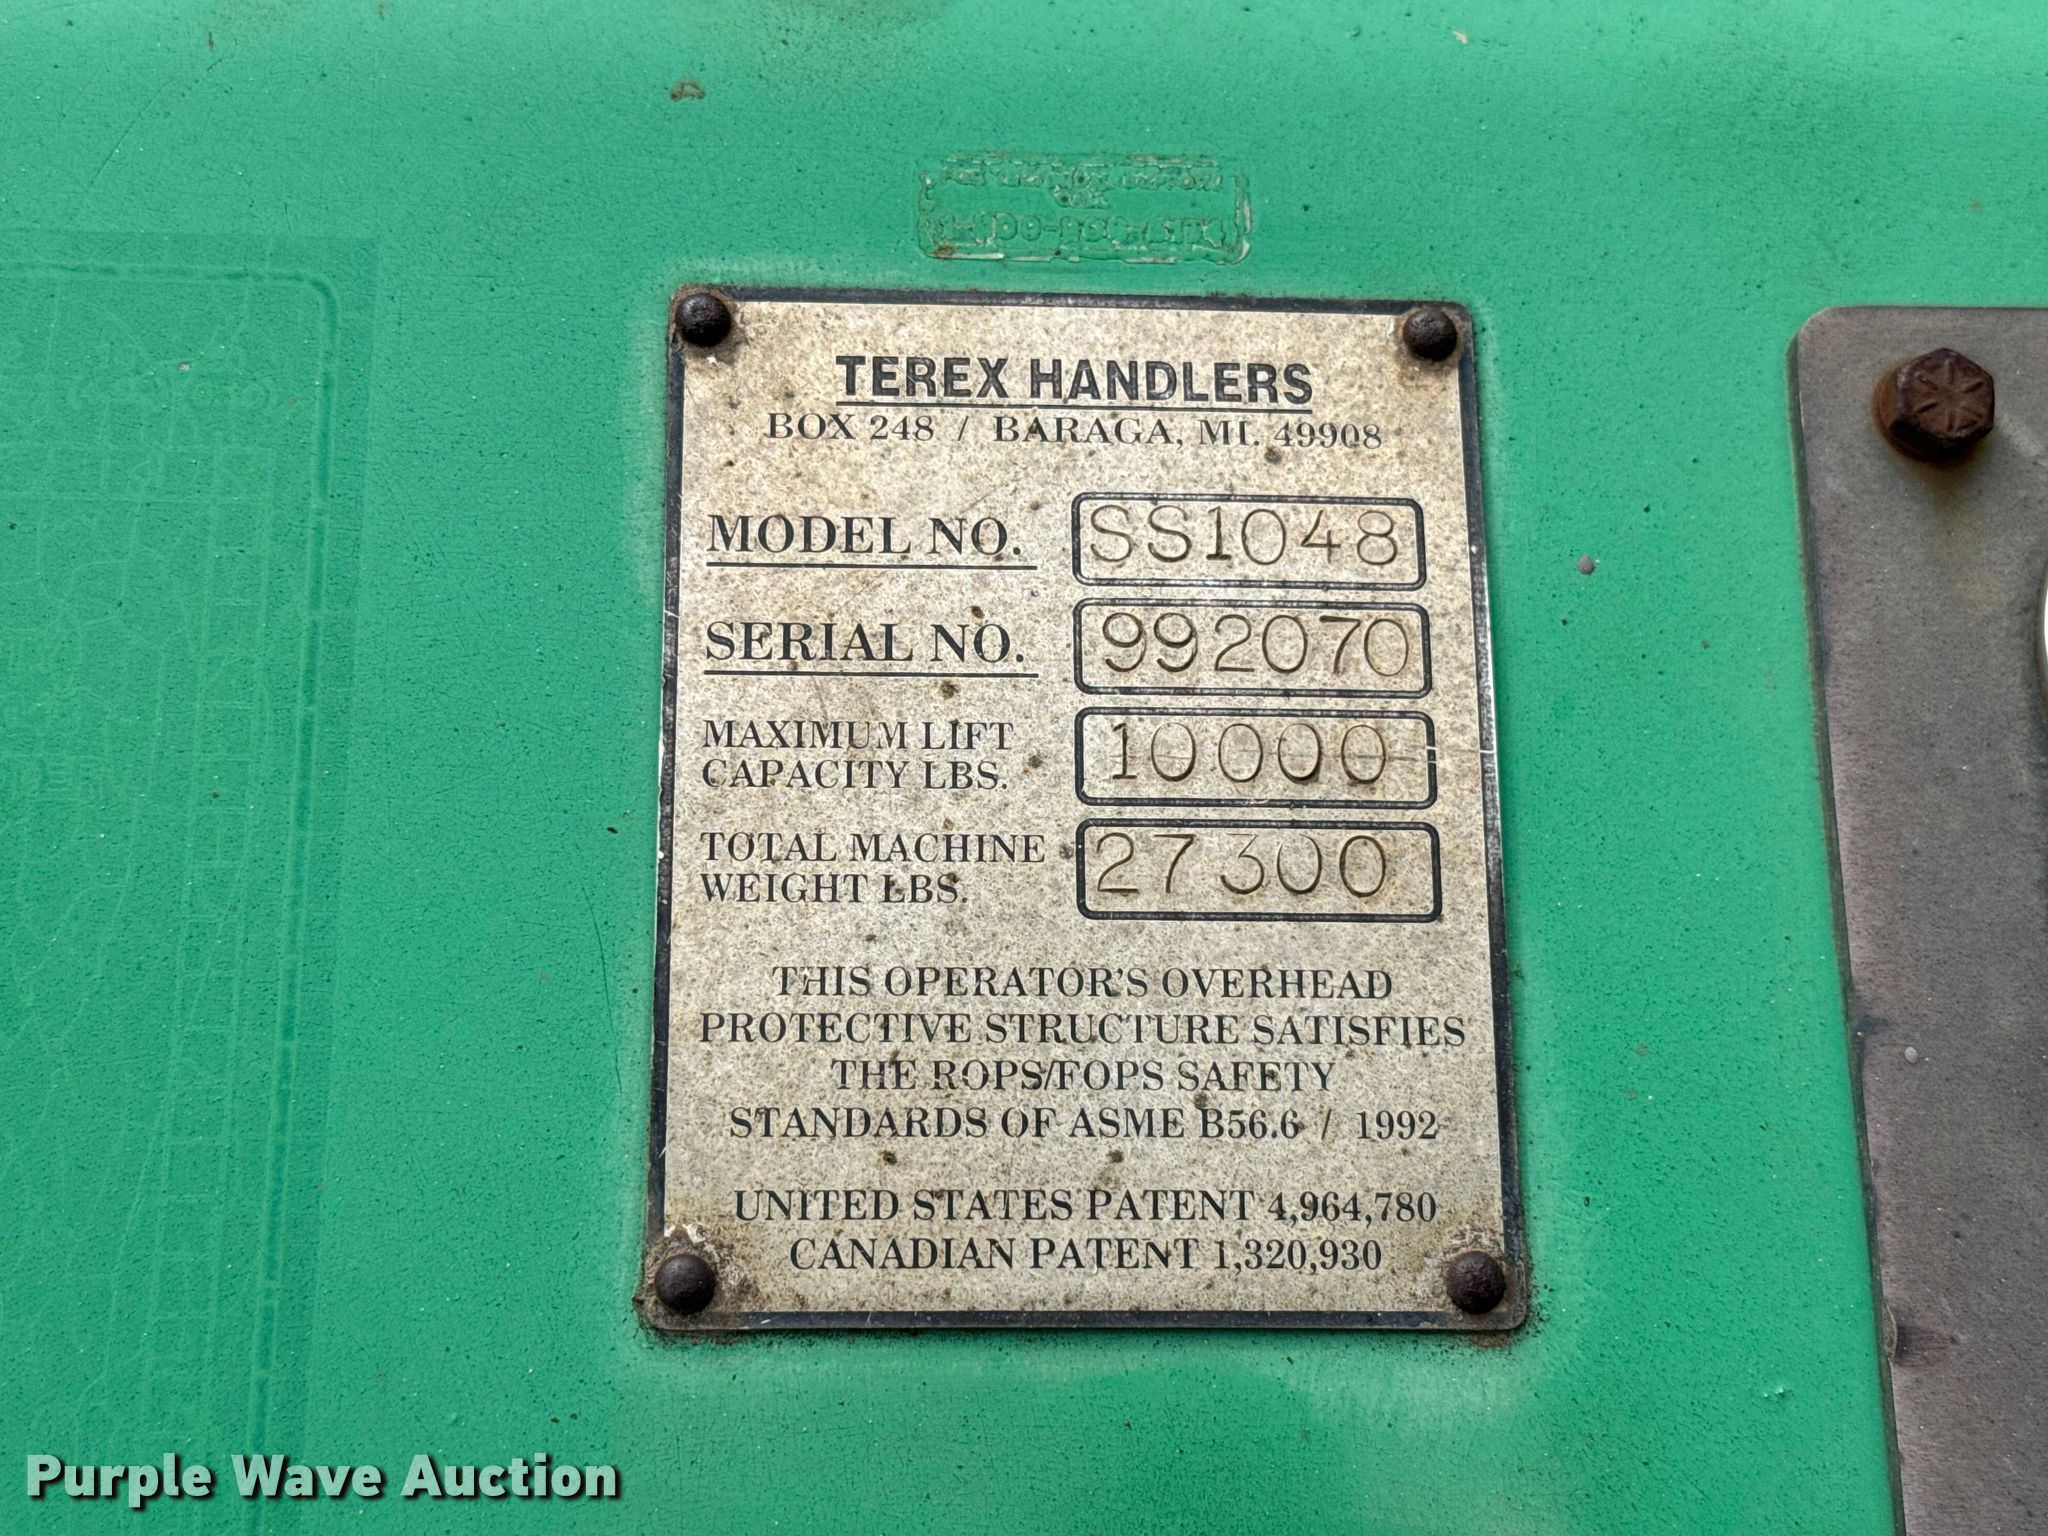 TEREX HANDLERS
BOX 248 / BARAGA, MI. 49908
MODEL NO. SS1048
SERIAL NO. 992070
MAXIMUM LIFT
CAPACITY LBS. 10000
TOTAL MACHINE
WEIGHT LBS. 27300
THIS OPERATOR'S OVERHEAD
PROTECTIVE STRUCTURE SATISFIES
THE ROPS/FOPS SAFETY
STANDARDS OF ASME B56.6 / 1992
UNITED STATES PATENT 4,964,780
CANADIAN PATENT 1,320,930
Purple Wave Auction